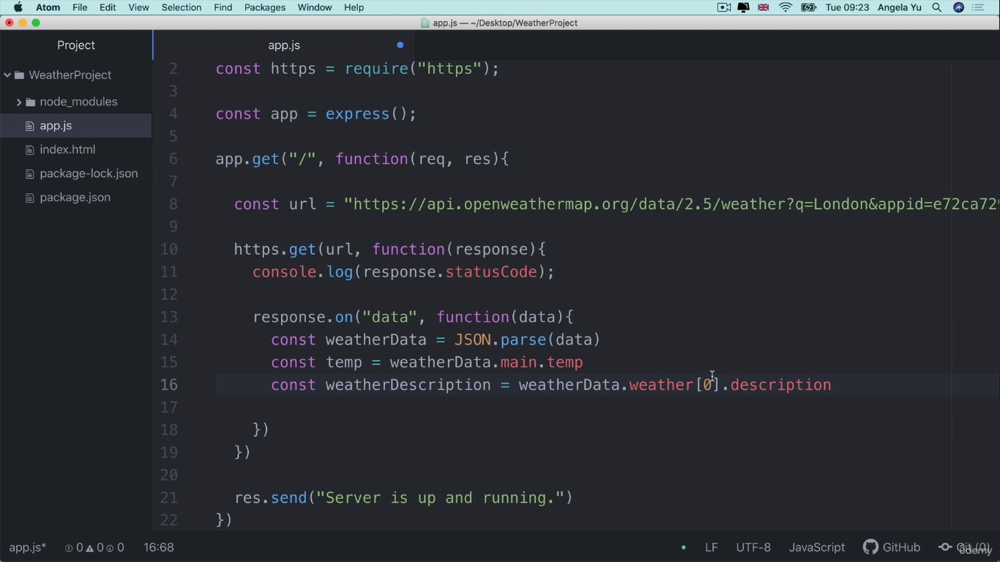 Atom File Edit View Selection Find Packages Window Help Tue 09:23 Angela Yu
app.js — ~/Desktop/WeatherProject
Project
app.js
WeatherProject
node_modules
app.js
index.html
package-lock.json
package.json
2 const https = require("https");
3
4 const app = express();
5
6 app.get("/", function(req, res){
7
8 const url = "https://api.openweathermap.org/data/2.5/weather?q=London&appid=e72ca729
9
10 https.get(url, function(response){
11 console.log(response.statusCode);
12
13 response.on("data", function(data){
14 const weatherData = JSON.parse(data)
15 const temp = weatherData.main.temp
16 const weatherDescription = weatherData.weather[0].description
17
18 })
19 })
20
21 res.send("Server is up and running.")
22 })
app.js* 0 0 0 16:68 LF UTF-8 JavaScript GitHub Git (0)
udemy